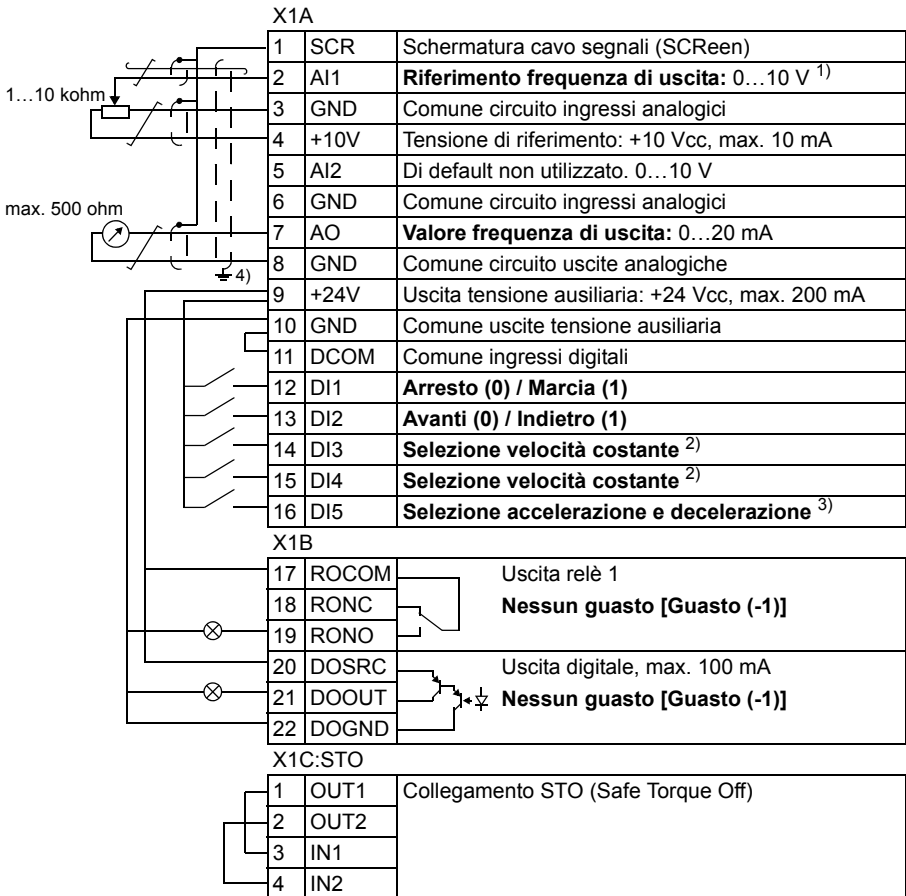 X1A
1 SCR Schermatura cavo segnali (SCReen)
2 AI1 Riferimento frequenza di uscita: 0…10 V 1)
1…10 kohm
3 GND Comune circuito ingressi analogici
4 +10V Tensione di riferimento: +10 Vcc, max. 10 mA
5 AI2 Di default non utilizzato. 0…10 V
6 GND Comune circuito ingressi analogici
max. 500 ohm
7 AO Valore frequenza di uscita: 0…20 mA
8 GND Comune circuito uscite analogiche
4)
9 +24V Uscita tensione ausiliaria: +24 Vcc, max. 200 mA
10 GND Comune uscite tensione ausiliaria
11 DCOM Comune ingressi digitali
12 DI1 Arresto (0) / Marcia (1)
13 DI2 Avanti (0) / Indietro (1)
14 DI3 Selezione velocità costante 2)
15 DI4 Selezione velocità costante 2)
16 DI5 Selezione accelerazione e decelerazione 3)
X1B
17 ROCOM Uscita relè 1
18 RONC Nessun guasto [Guasto (-1)]
19 RONO
20 DOSRC Uscita digitale, max. 100 mA
21 DOOUT Nessun guasto [Guasto (-1)]
22 DOGND
X1C:STO
1 OUT1 Collegamento STO (Safe Torque Off)
2 OUT2
3 IN1
4 IN2